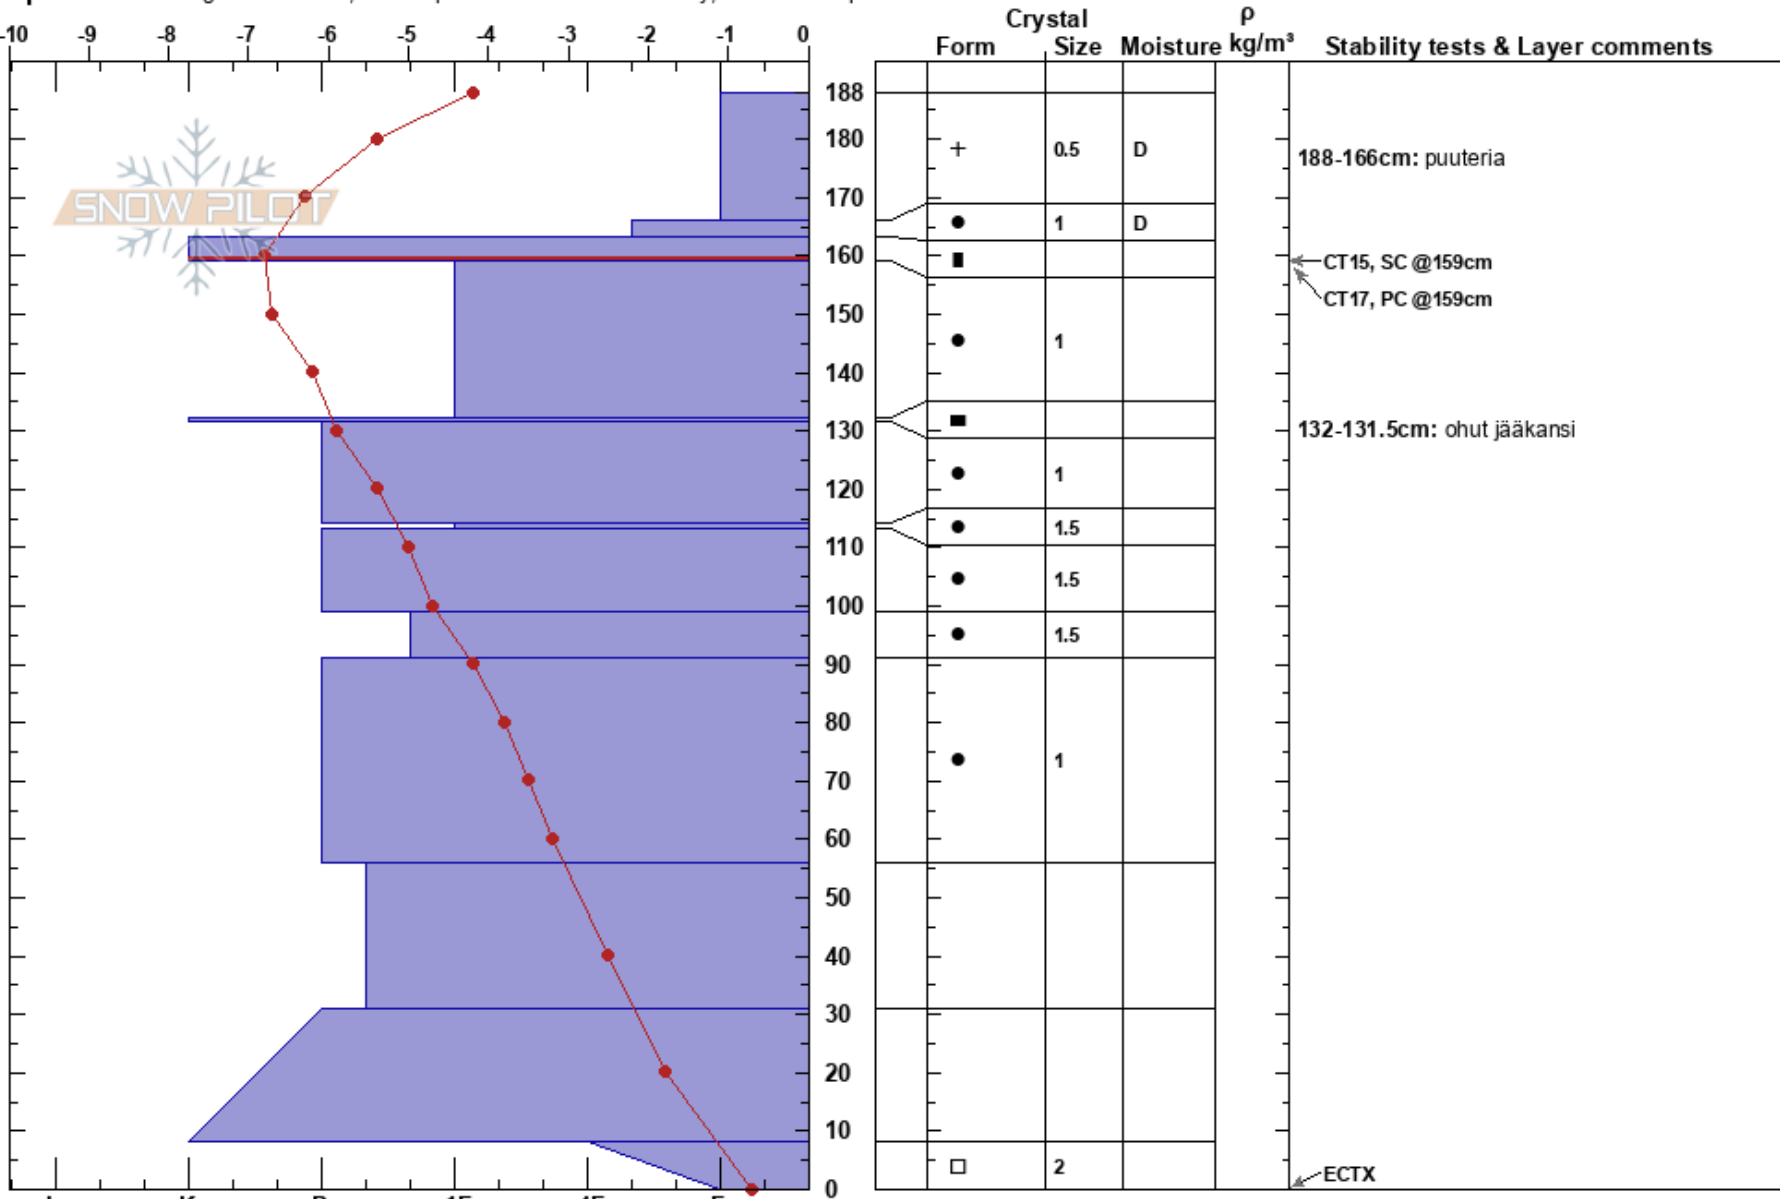 Crystal ρ
Form Size Moisture kg/m³ Stability tests & Layer comments
-10 -9 -8 -7 -6 -5 -4 -3 -2 -1 0
188
180 + 0.5 D 188-166cm: puuteria
SNOW PILOT
170
1 D
160 CT15, SC @159cm
CT17, PC @159cm
150
1
140
130 132-131.5cm: ohut jääkansi
1
120
1.5
110
1.5
100
1.5
90
80
1
70
60
50
40
30
20
10
2
ECTX
0